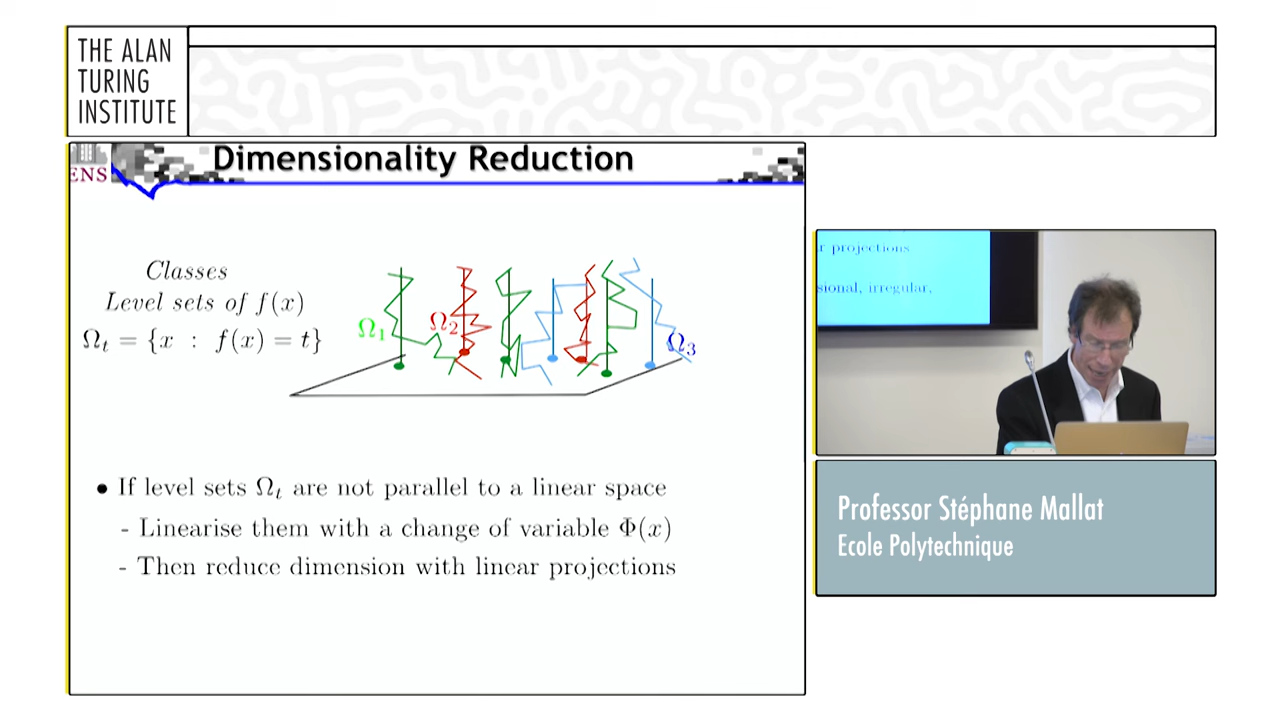 THE ALAN
TURING
INSTITUTE
ENS
Dimensionality Reduction
Classes
Level sets of f(x)
Ωₜ = {x : f(x) = t}
Ω₁
Ω₂
Ω₃
• If level sets Ωₜ are not parallel to a linear space
- Linearise them with a change of variable Φ(x)
- Then reduce dimension with linear projections
r projections
sional, irregular,
Professor Stéphane Mallat
Ecole Polytechnique